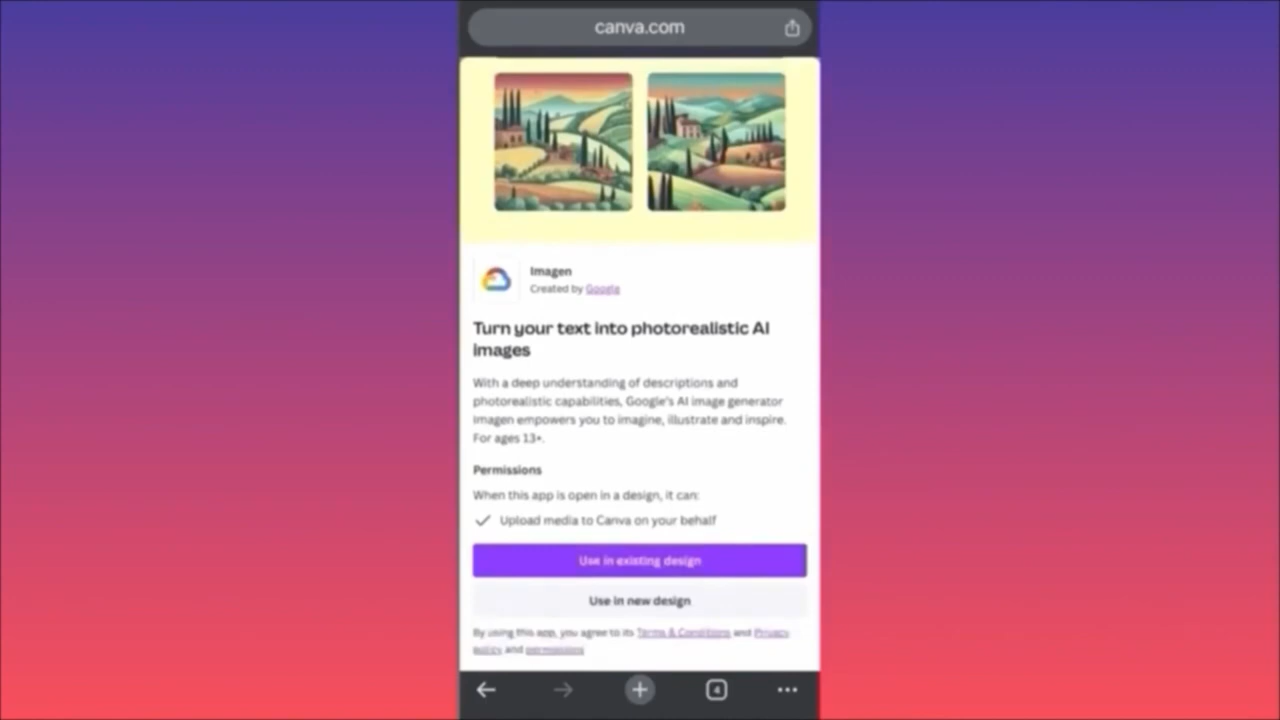 canva.com
Imagen
Created by Google
Turn your text into photorealistic AI
images
With a deep understanding of descriptions and
photorealistic capabilities, Google's AI image generator
Imagen empowers you to imagine, illustrate and inspire.
For ages 13+.
Permissions
When this app is open in a design, it can:
Upload media to Canva on your behalf
Use in existing design
Use in new design
By using this app, you agree to its Terms & Conditions and Privacy
policy and permissions
4